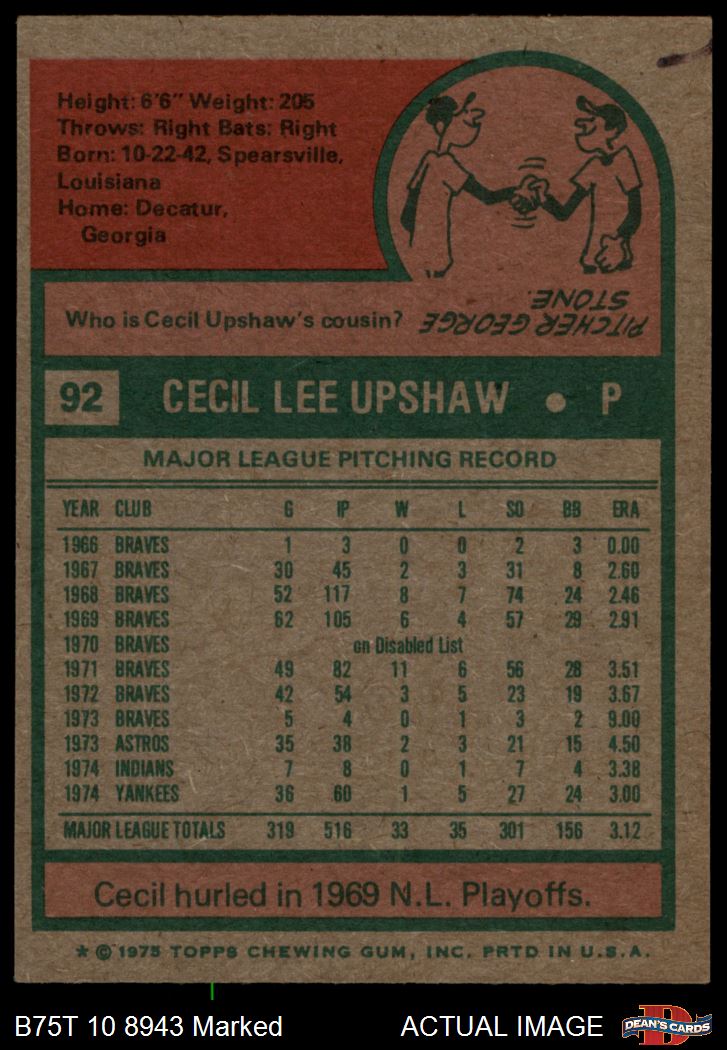 Height: 6'6" Weight: 205
Throws: Right Bats: Right
Born: 10-22-42, Spearsville,
Louisiana
Home: Decatur,
Georgia
Who is Cecil Upshaw's cousin?
PITCHER GEORGE
STONE.
92 CECIL LEE UPSHAW • P
MAJOR LEAGUE PITCHING RECORD
YEAR CLUB G IP W L SO BB ERA
1966 BRAVES 1 3 0 0 2 3 0.00
1967 BRAVES 30 45 2 3 31 8 2.60
1968 BRAVES 52 117 8 7 74 24 2.46
1969 BRAVES 62 105 6 4 57 29 2.91
1970 BRAVES on Disabled List
1971 BRAVES 49 82 11 6 56 28 3.51
1972 BRAVES 42 54 3 5 23 19 3.67
1973 BRAVES 5 4 0 1 3 2 9.00
1973 ASTROS 35 38 2 3 21 15 4.50
1974 INDIANS 7 8 0 1 7 4 3.38
1974 YANKEES 36 60 1 5 27 24 3.00
MAJOR LEAGUE TOTALS 319 516 33 35 301 156 3.12
Cecil hurled in 1969 N.L. Playoffs.
* © 1975 TOPPS CHEWING GUM, INC. PRTD IN U.S.A.
B75T 10 8943 Marked ACTUAL IMAGE
D
DEAN'S CARDS